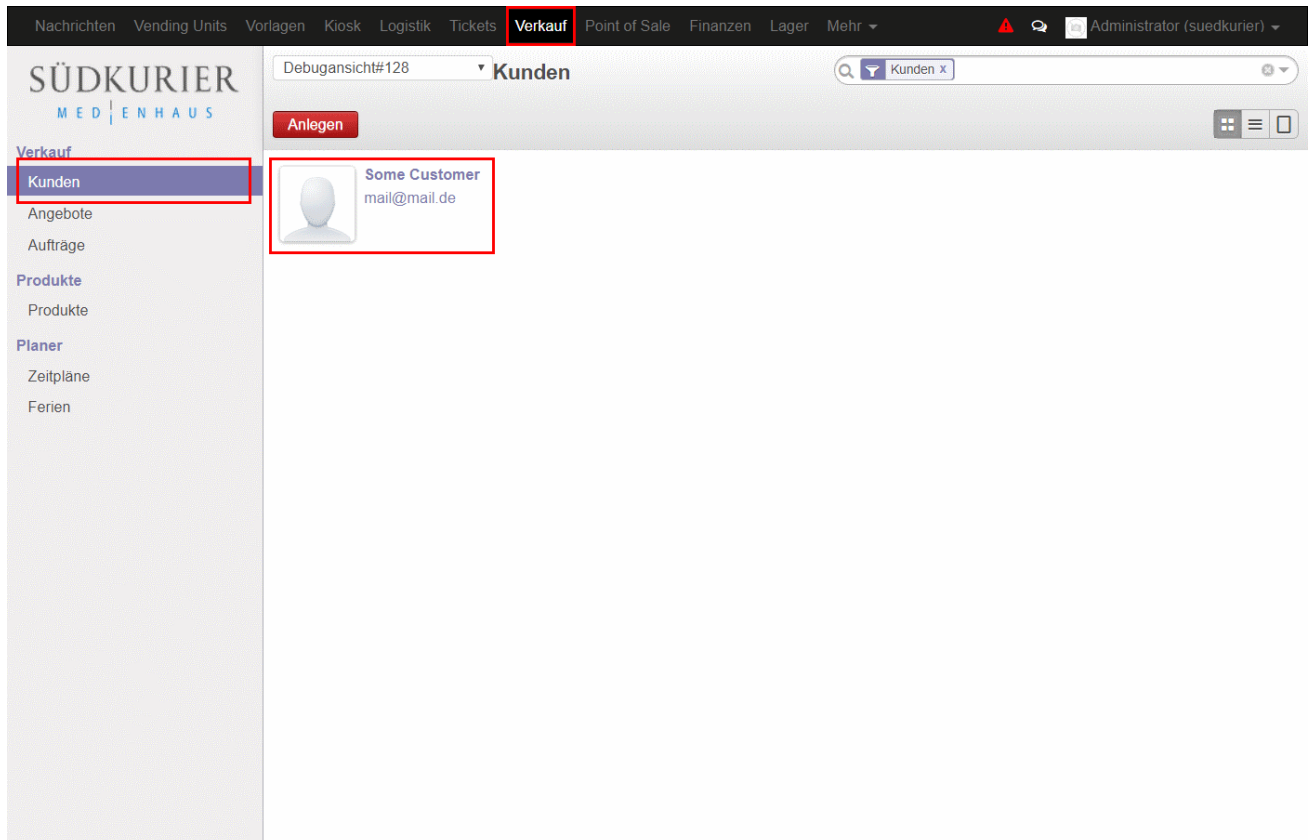 Nachrichten Vending Units Vorlagen Kiosk Logistik Tickets Verkauf Point of Sale Finanzen Lager Mehr Administrator (suedkurier)
SÜDKURIER
MEDIENHAUS
Debugansicht#128 Kunden Kunden x
Anlegen
Verkauf
Kunden
Angebote
Aufträge
Produkte
Produkte
Planer
Zeitpläne
Ferien
Some Customer
mail@mail.de